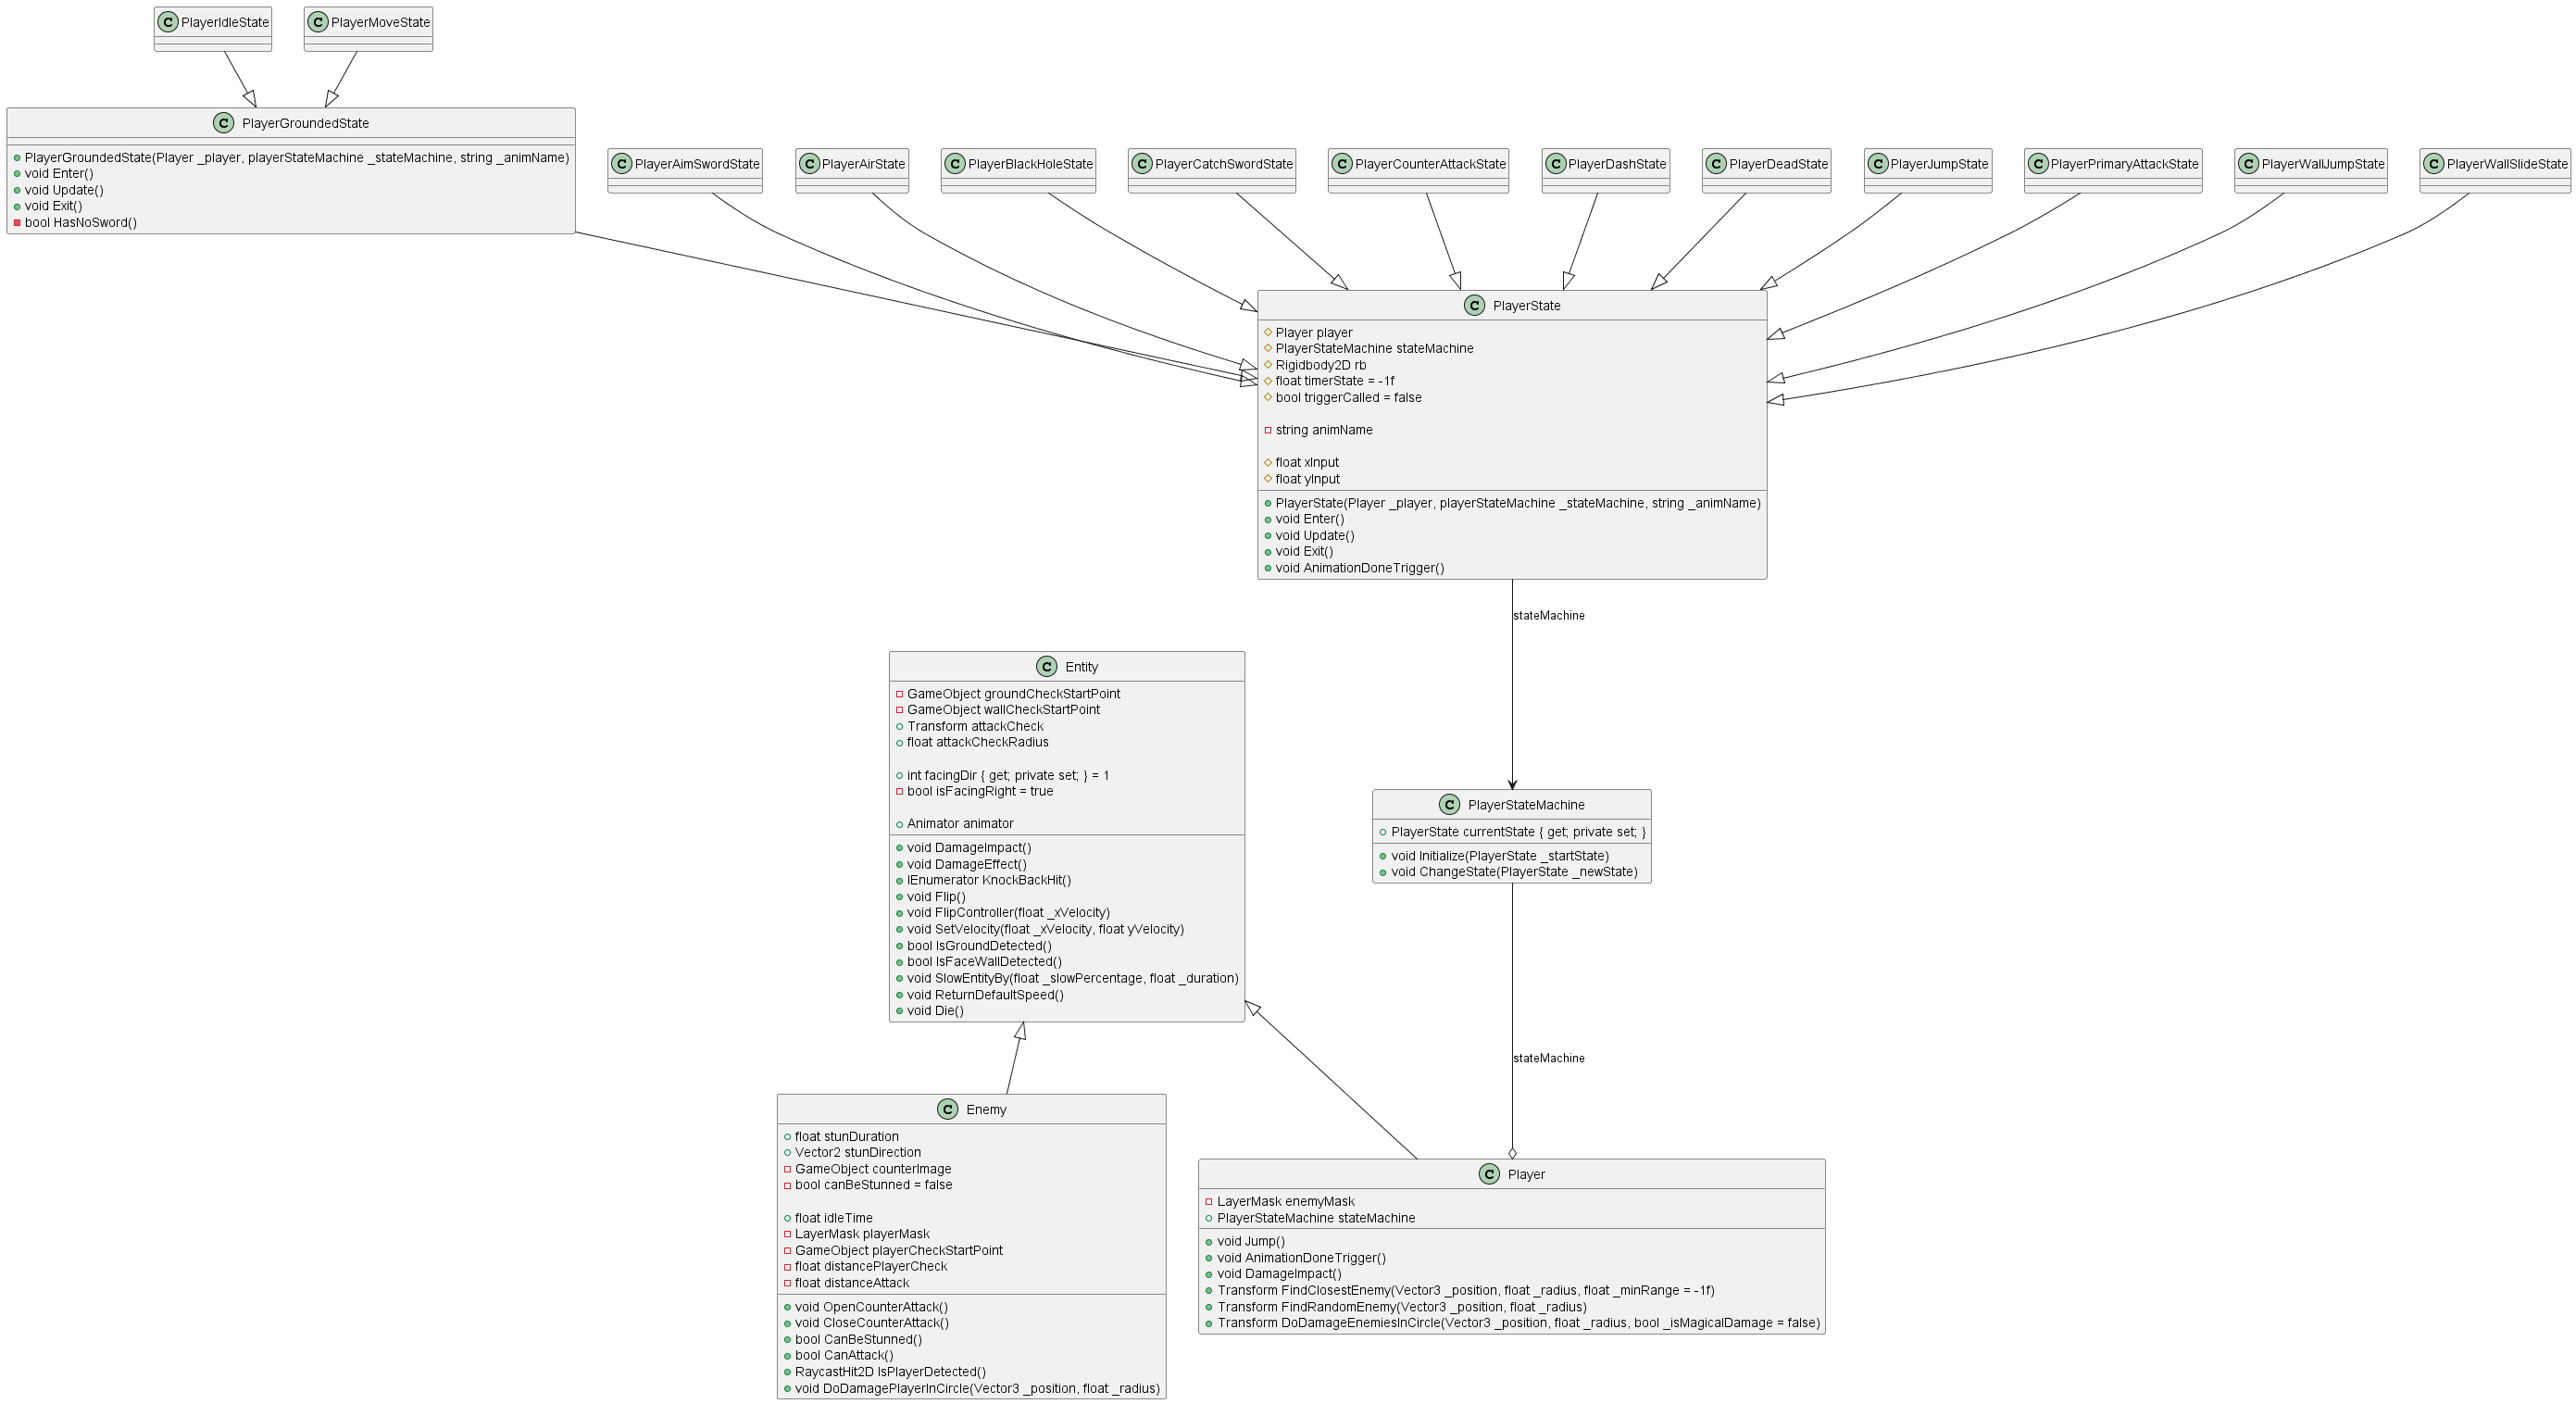 C PlayerIdleState
C PlayerMoveState
C PlayerGroundedState
PlayerGroundedState(Player _player, playerStateMachine _stateMachine, string _animName)
void Enter()
void Update()
void Exit()
bool HasNoSword()
C PlayerAimSwordState
C PlayerAirState
C PlayerBlackHoleState
C PlayerCatchSwordState
C PlayerCounterAttackState
C PlayerDashState
C PlayerDeadState
C PlayerJumpState
C PlayerPrimaryAttackState
C PlayerWallJumpState
C PlayerWallSlideState
C PlayerState
Player player
PlayerStateMachine stateMachine
Rigidbody2D rb
float timerState = -1f
bool triggerCalled = false
string animName
float xInput
float yInput
PlayerState(Player _player, playerStateMachine _stateMachine, string _animName)
void Enter()
void Update()
void Exit()
void AnimationDoneTrigger()
stateMachine
C Entity
GameObject groundCheckStartPoint
GameObject wallCheckStartPoint
Transform attackCheck
float attackCheckRadius
int facingDir { get; private set; } = 1
bool isFacingRight = true
Animator animator
void DamageImpact()
void DamageEffect()
IEnumerator KnockBackHit()
void Flip()
void FlipController(float _xVelocity)
void SetVelocity(float _xVelocity, float yVelocity)
bool IsGroundDetected()
bool IsFaceWallDetected()
void SlowEntityBy(float _slowPercentage, float _duration)
void ReturnDefaultSpeed()
void Die()
C PlayerStateMachine
PlayerState currentState { get; private set; }
void Initialize(PlayerState _startState)
void ChangeState(PlayerState _newState)
stateMachine
C Enemy
float stunDuration
Vector2 stunDirection
GameObject counterImage
bool canBeStunned = false
float idleTime
LayerMask playerMask
GameObject playerCheckStartPoint
float distancePlayerCheck
float distanceAttack
void OpenCounterAttack()
void CloseCounterAttack()
bool CanBeStunned()
bool CanAttack()
RaycastHit2D IsPlayerDetected()
void DoDamagePlayerInCircle(Vector3 _position, float _radius)
C Player
LayerMask enemyMask
PlayerStateMachine stateMachine
void Jump()
void AnimationDoneTrigger()
void DamageImpact()
Transform FindClosestEnemy(Vector3 _position, float _radius, float _minRange = -1f)
Transform FindRandomEnemy(Vector3 _position, float _radius)
Transform DoDamageEnemiesInCircle(Vector3 _position, float _radius, bool _isMagicalDamage = false)